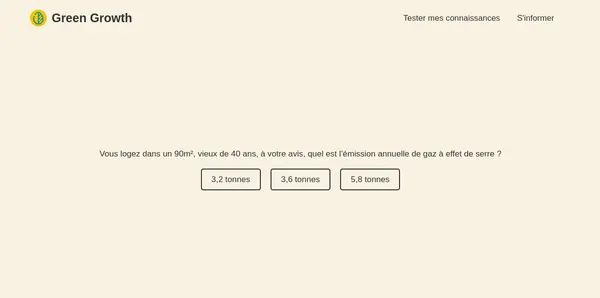 Green Growth
Tester mes connaissances
S'informer
Vous logez dans un 90m², vieux de 40 ans, à votre avis, quel est l'émission annuelle de gaz à effet de serre ?
3,2 tonnes
3,6 tonnes
5,8 tonnes